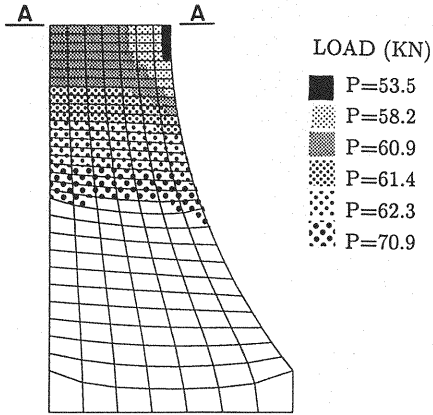 A A
LOAD (KN)
P=53.5
P=58.2
P=60.9
P=61.4
P=62.3
P=70.9